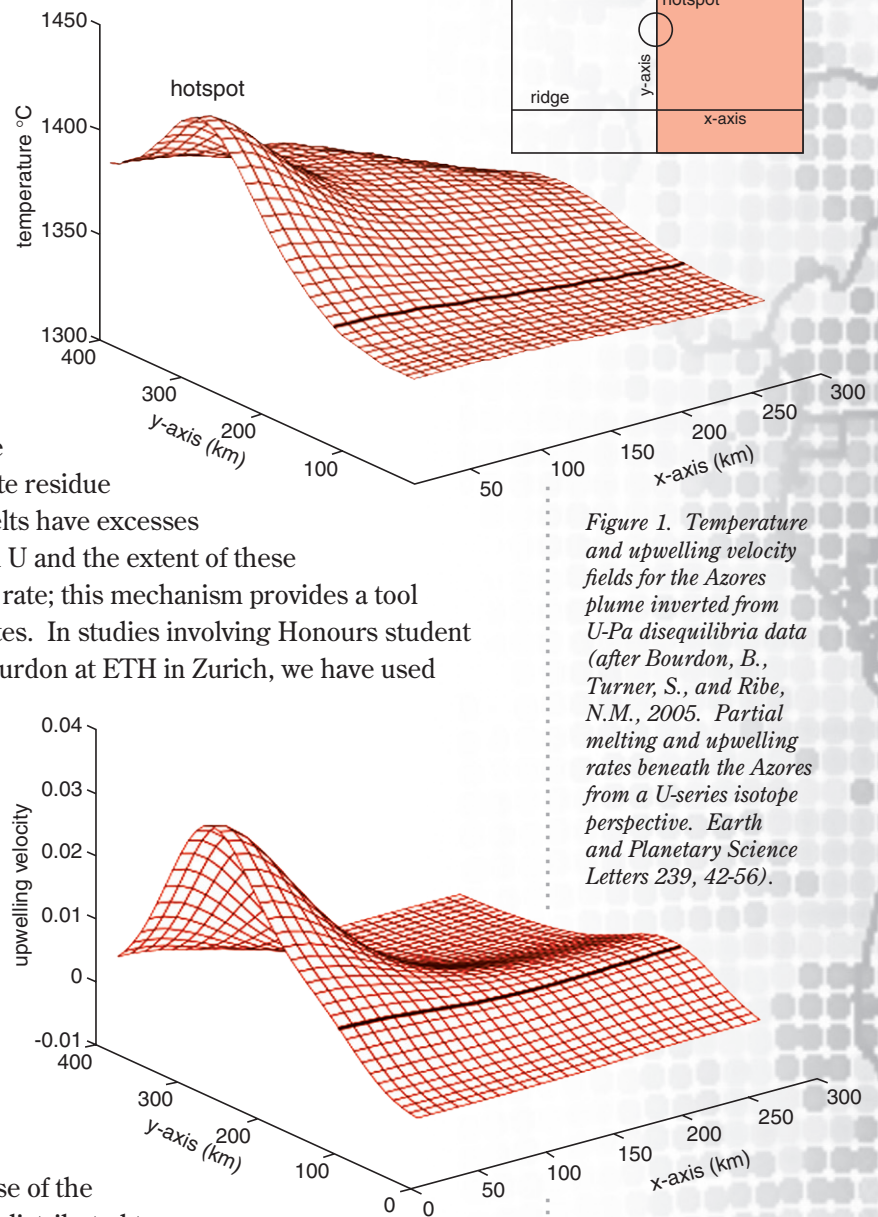 1450
hotspot
y-axis
ridge
x-axis
hotspot
1400
temperature °C
1350
1300
400
300
200
100
y-axis (km)
50
100
150
200
250
300
x-axis (km)
te residue
elts have excesses
U and the extent of these
rate; this mechanism provides a tool
tes. In studies involving Honours student
urdon at ETH in Zurich, we have used
Figure 1. Temperature
and upwelling velocity
fields for the Azores
plume inverted from
U-Pa disequilibria data
(after Bourdon, B.,
Turner, S., and Ribe,
N.M., 2005. Partial
melting and upwelling
rates beneath the Azores
from a U-series isotope
perspective. Earth
and Planetary Science
Letters 239, 42-56).
0.04
0.03
0.02
0.01
0
-0.01
upwelling velocity
400
300
200
100
0
y-axis (km)
0
50
100
150
200
250
300
x-axis (km)
se of the